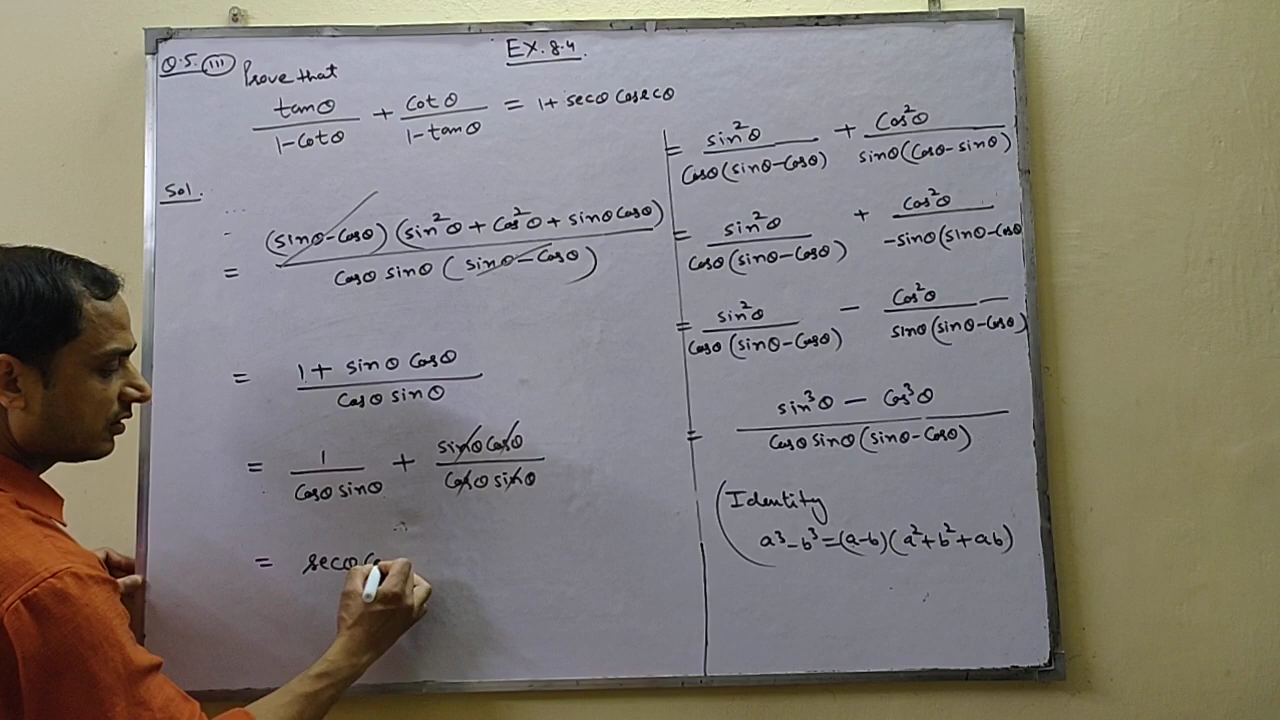 EX. 8.4.
Q.5. (iii) Prove that
tanθ/1-cotθ + Cotθ/1-tanθ = 1+ secθ Cosecθ
Sol.
= (sinθ-Cosθ) (sin²θ + Cos²θ + sinθ Cosθ)/Cosθ sinθ (sinθ-Cosθ)
= 1+ sinθ Cosθ/Cosθ sinθ
= 1/Cosθ sinθ + sinθ Cosθ/Cosθ sinθ
= secθ
= sin²θ/Cosθ(sinθ-Cosθ) + Cos²θ/sinθ(Cosθ-sinθ)
= sin²θ/Cosθ(sinθ-Cosθ) + Cos²θ/-sinθ(sinθ-Cosθ
= sin²θ/Cosθ(sinθ-Cosθ) - Cos²θ/sinθ(sinθ-Cosθ)
= sin³θ - Cos³θ/Cosθ sinθ(sinθ-Cosθ)
(Identity
a³-b³=(a-b)(a²+b²+ab)